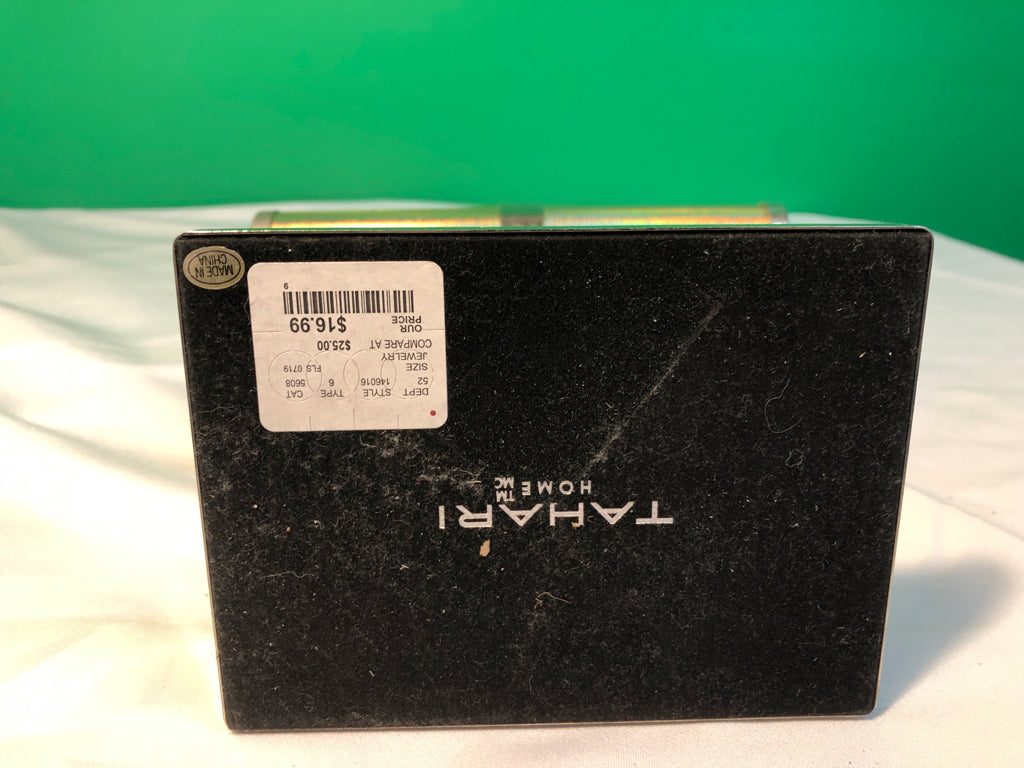 TAHARI
HOME
TM
MC
DEPT STYLE TYPE CAT
52 146016 6 5608
SIZE
JEWELRY FLS 0719
COMPARE AT $25.00
OUR PRICE $16.99
9
MADE IN
CHINA